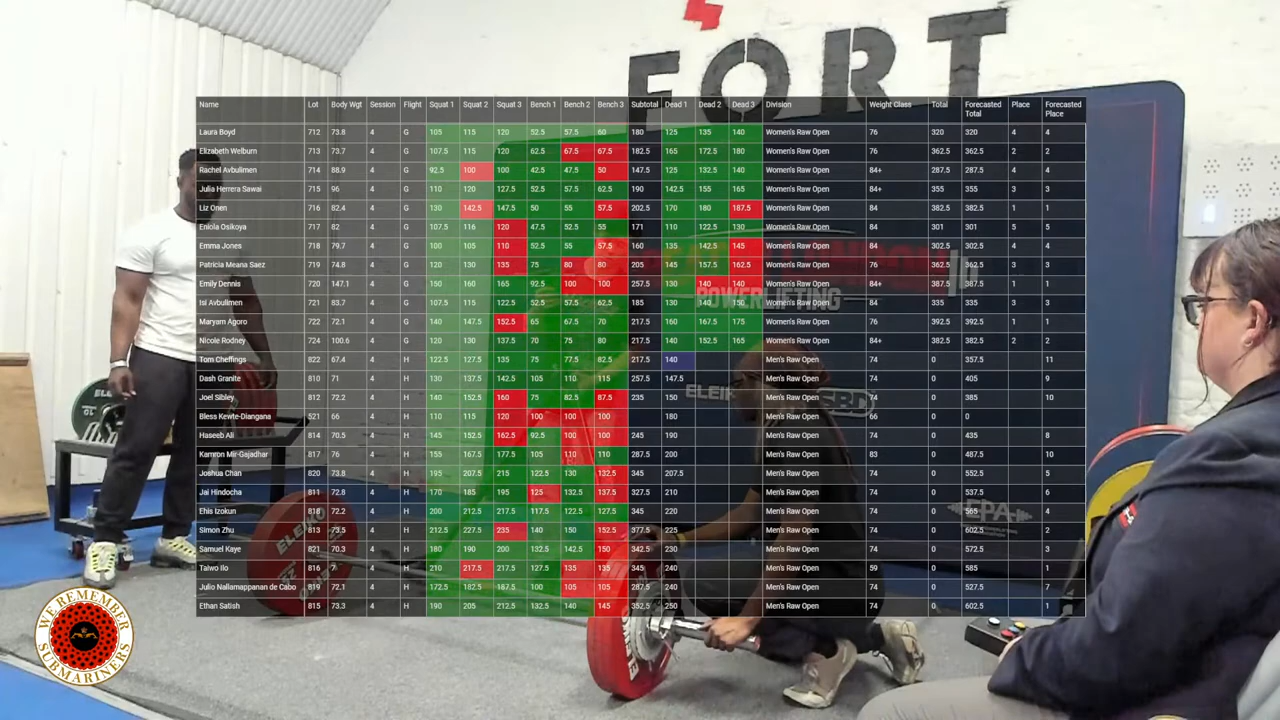 FORT
Name Lot Body Wgt Session Flight Squat 1 Squat 2 Squat 3 Bench 1 Bench 2 Bench 3 Subtotal Dead 1 Dead 2 Dead 3 Division Weight Class Total Forecasted Total Place Forecasted Place
Laura Boyd 712 73.8 4 G 105 115 120 52.5 57.5 60 180 125 135 140 Women's Raw Open 76 320 320 4 4
Elizabeth Welburn 713 73.7 4 G 107.5 115 120 62.5 67.5 67.5 182.5 165 172.5 180 Women's Raw Open 76 362.5 362.5 2 2
Rachel Avbulimen 714 88.9 4 G 92.5 100 100 42.5 47.5 50 147.5 125 132.5 140 Women's Raw Open 84+ 287.5 287.5 4 4
Julia Herrera Sawai 715 96 4 G 110 120 127.5 52.5 57.5 62.5 190 142.5 155 165 Women's Raw Open 84+ 355 355 3 3
Liz Onen 716 82.4 4 G 130 142.5 147.5 50 55 57.5 202.5 170 180 187.5 Women's Raw Open 84 382.5 382.5 1 1
Eniola Osikoya 717 82 4 G 107.5 116 120 47.5 52.5 55 171 110 122.5 130 Women's Raw Open 84 301 301 5 5
Emma Jones 718 79.7 4 G 100 105 110 52.5 55 57.5 160 135 142.5 145 Women's Raw Open 84 302.5 302.5 4 4
Patricia Meana Saez 719 74.8 4 G 120 130 135 75 80 80 205 145 157.5 162.5 Women's Raw Open 76 362.5 362.5 3 3
Emily Dennis 720 147.1 4 G 150 160 165 92.5 100 100 257.5 130 140 140 Women's Raw Open 84+ 387.5 387.5 1 1
Isi Avbulimen 721 83.7 4 G 107.5 115 122.5 52.5 57.5 62.5 185 130 140 150 Women's Raw Open 84 335 335 3 3
Maryam Agoro 722 72.1 4 G 140 147.5 152.5 65 67.5 70 217.5 160 167.5 175 Women's Raw Open 76 392.5 392.5 1 1
Nicole Rodney 724 100.6 4 G 120 130 137.5 70 75 80 217.5 140 152.5 165 Women's Raw Open 84+ 382.5 382.5 2 2
Tom Cheffings 822 67.4 4 H 122.5 127.5 135 75 77.5 82.5 217.5 140 Men's Raw Open 74 0 357.5 11
Dash Granite 810 71 4 H 130 137.5 142.5 105 110 115 257.5 147.5 Men's Raw Open 74 0 405 9
Joel Sibley 812 72.2 4 H 140 152.5 160 75 82.5 87.5 235 150 Men's Raw Open 74 0 385 10
Bless Kewte-Diangana 521 66 4 H 110 115 120 100 100 100 180 Men's Raw Open 66 0 0
Haseeb Ali 814 70.5 4 H 145 152.5 162.5 92.5 100 100 245 190 Men's Raw Open 74 0 435 8
Kamron Mir-Gajadhar 817 76 4 H 155 167.5 177.5 105 110 110 287.5 200 Men's Raw Open 83 0 487.5 10
Joshua Chan 820 73.8 4 H 195 207.5 215 122.5 130 132.5 345 207.5 Men's Raw Open 74 0 552.5 5
Jai Hindocha 811 72.8 4 H 170 185 195 125 132.5 137.5 327.5 210 Men's Raw Open 74 0 537.5 6
Ehis Izokun 818 72.2 4 H 200 212.5 217.5 117.5 122.5 127.5 345 220 Men's Raw Open 74 0 565 4
Simon Zhu 813 73.5 4 H 212.5 227.5 235 140 150 152.5 377.5 225 Men's Raw Open 74 0 602.5 2
Samuel Kaye 821 70.3 4 H 180 190 200 132.5 142.5 150 342.5 230 Men's Raw Open 74 0 572.5 3
Taiwo Ilo 816 4 H 210 217.5 217.5 127.5 135 135 345 240 Men's Raw Open 59 0 585 1
Julio Nallamappanan de Cabo 819 72.1 4 H 172.5 182.5 187.5 100 105 105 287.5 240 Men's Raw Open 74 0 527.5 7
Ethan Satish 815 73.3 4 H 190 205 212.5 132.5 140 145 352.5 250 Men's Raw Open 74 0 602.5 1
POWERLIFTING
ELEIKO
SBD
EPA
ELEIKO
25
WE REMEMBER
SUBMARINERS